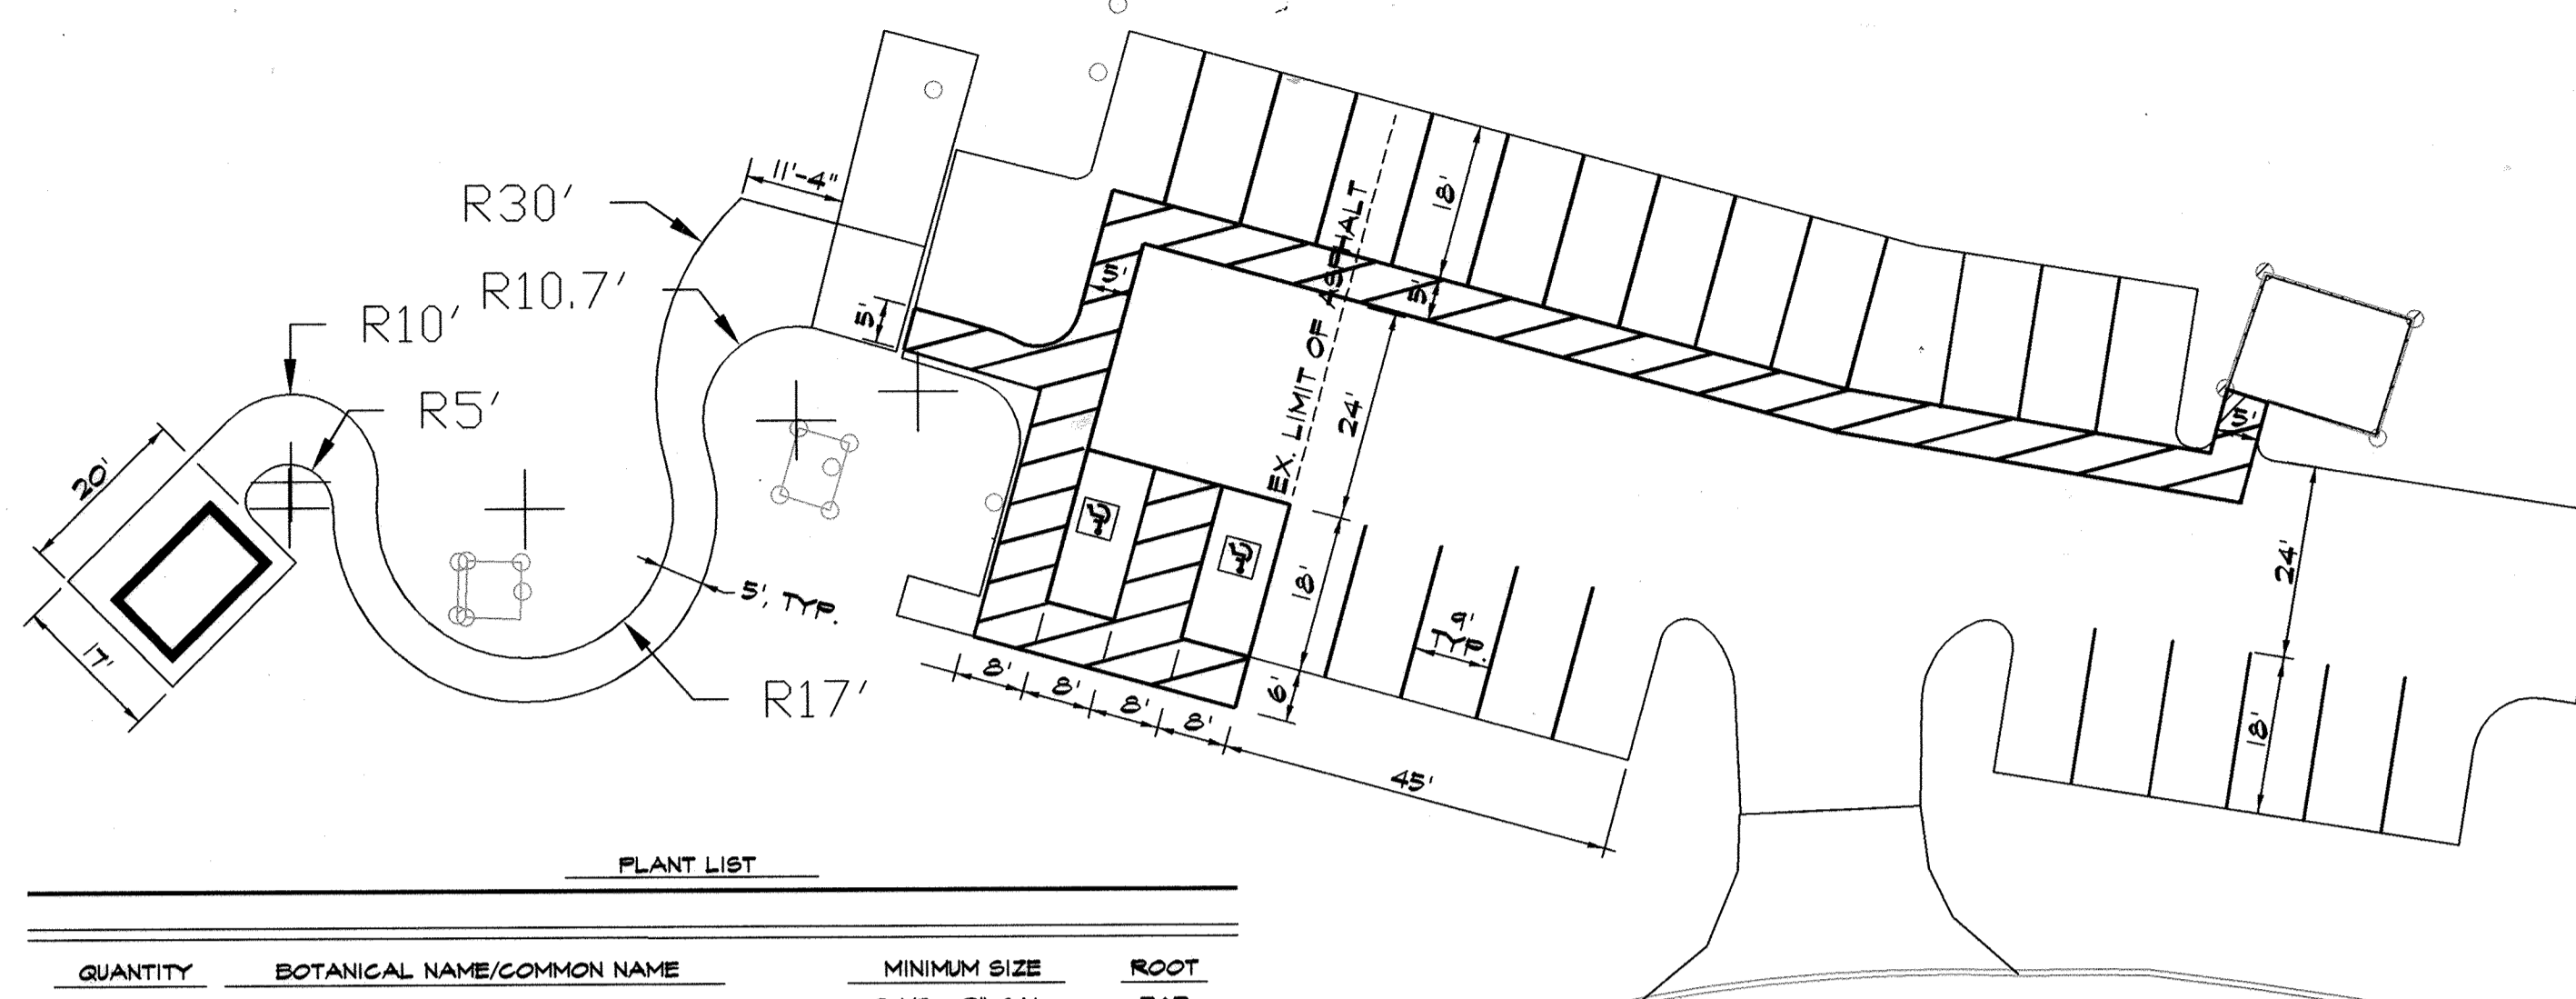 11'-4"
R30'
R10.7'
R10'
R5'
20'
17'
5', TYP.
R17'
5'
5'
18'
5'
EX. LIMIT OF ASPHALT
24'
18'
6'
8'
8'
8'
8'
9'
TYP.
45'
5'
24'
18'
PLANT LIST
QUANTITY BOTANICAL NAME/COMMON NAME MINIMUM SIZE ROOT